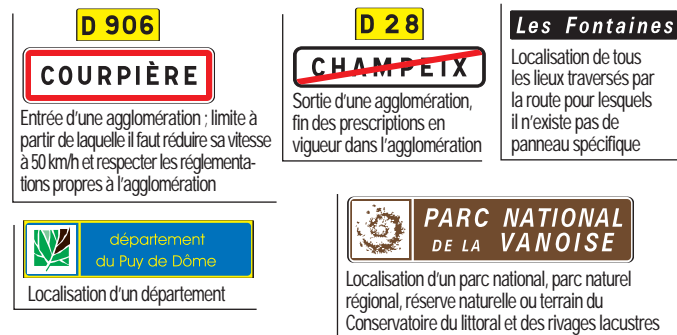 D 906
COURPIÈRE
Entrée d'une agglomération ; limite à
partir de laquelle il faut réduire sa vitesse
à 50 km/h et respecter les réglementa-
tions propres à l'agglomération
D 28
CHAMPEIX
Sortie d'une agglomération,
fin des prescriptions en
vigueur dans l'agglomération
Les Fontaines
Localisation de tous
les lieux traversés par
la route pour lesquels
il n'existe pas de
panneau spécifique
département
du Puy de Dôme
Localisation d'un département
PARC NATIONAL
DE LA VANOISE
Localisation d'un parc national, parc naturel
régional, réserve naturelle ou terrain du
Conservatoire du littoral et des rivages lacustres